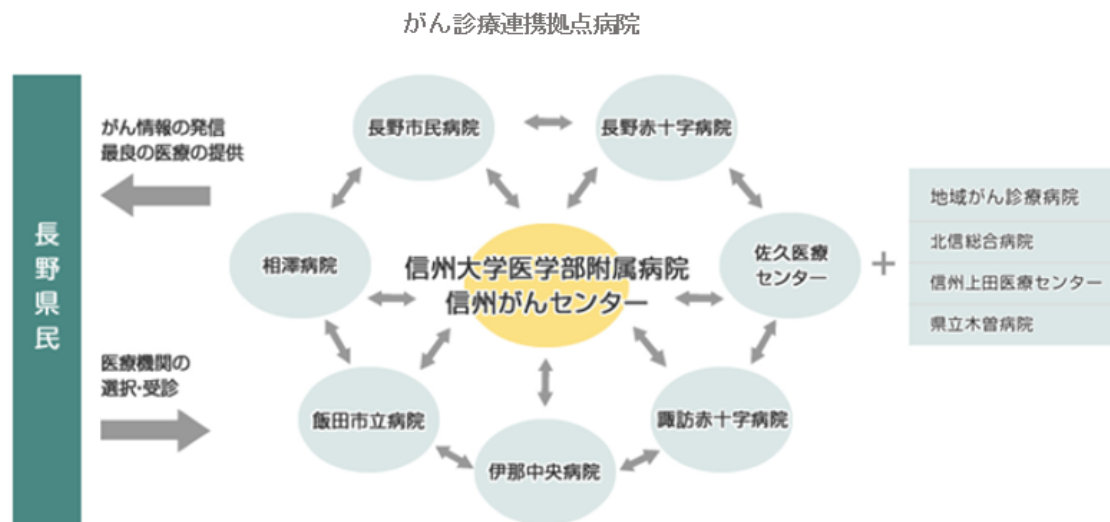 がん診療連携拠点病院
長野県民
がん情報の発信
最良の医療の提供
医療機関の
選択・受診
長野市民病院
長野赤十字病院
相澤病院
信州大学医学部附属病院
信州がんセンター
佐久医療
センター
飯田市立病院
伊那中央病院
諏訪赤十字病院
+
地域がん診療病院
北信総合病院
信州上田医療センター
県立木曽病院